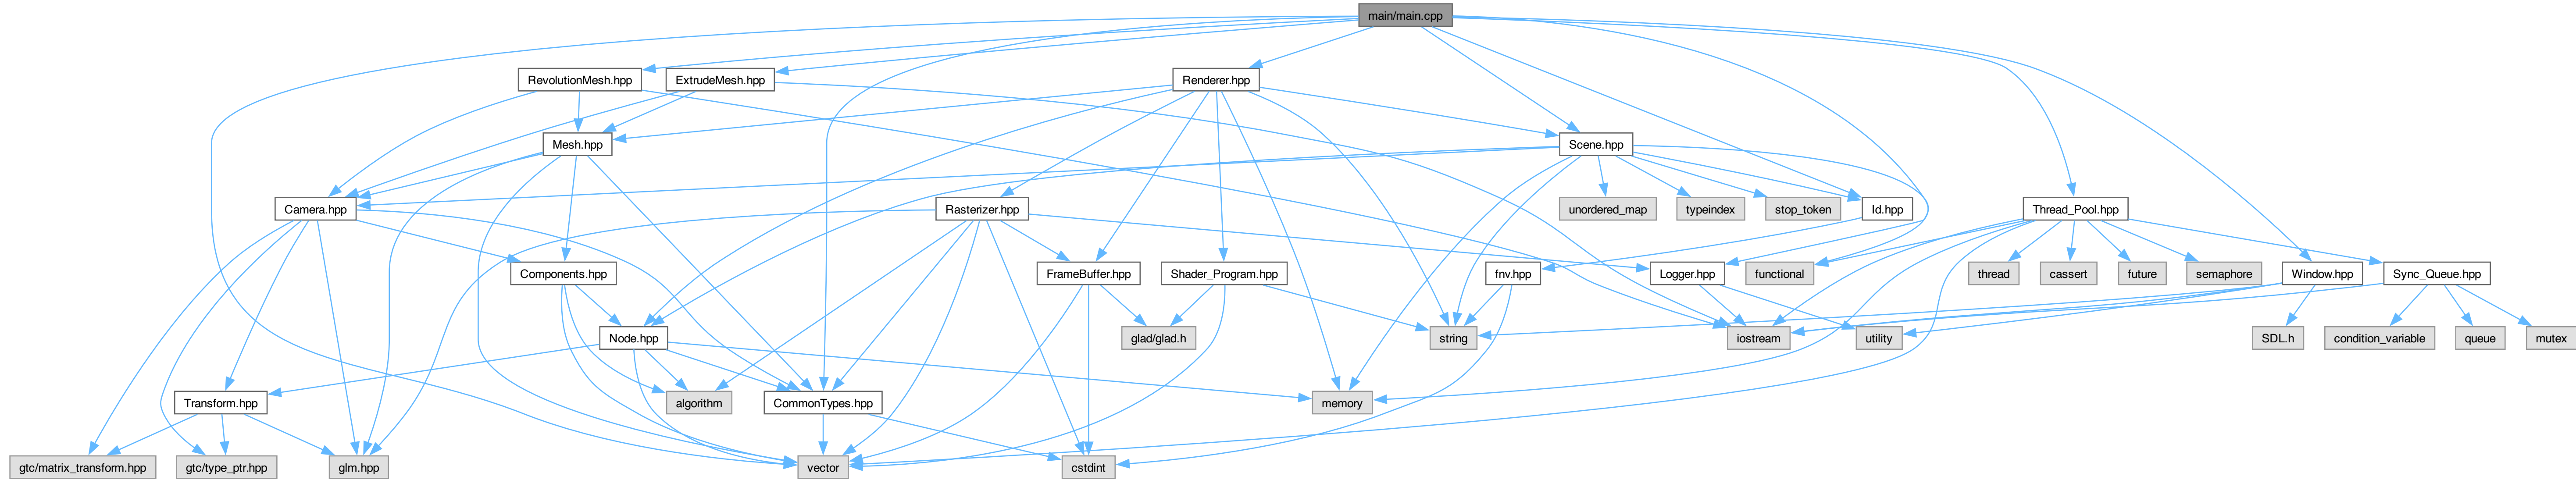 main/main.cpp
RevolutionMesh.hpp
ExtrudeMesh.hpp
Renderer.hpp
Mesh.hpp
Scene.hpp
Camera.hpp
Rasterizer.hpp
unordered_map
typeindex
stop_token
Id.hpp
Thread_Pool.hpp
Components.hpp
FrameBuffer.hpp
Shader_Program.hpp
fnv.hpp
Logger.hpp
functional
thread
cassert
future
semaphore
Window.hpp
Sync_Queue.hpp
Node.hpp
glad/glad.h
string
iostream
utility
SDL.h
condition_variable
queue
mutex
Transform.hpp
algorithm
CommonTypes.hpp
memory
gtc/matrix_transform.hpp
gtc/type_ptr.hpp
glm.hpp
vector
cstdint